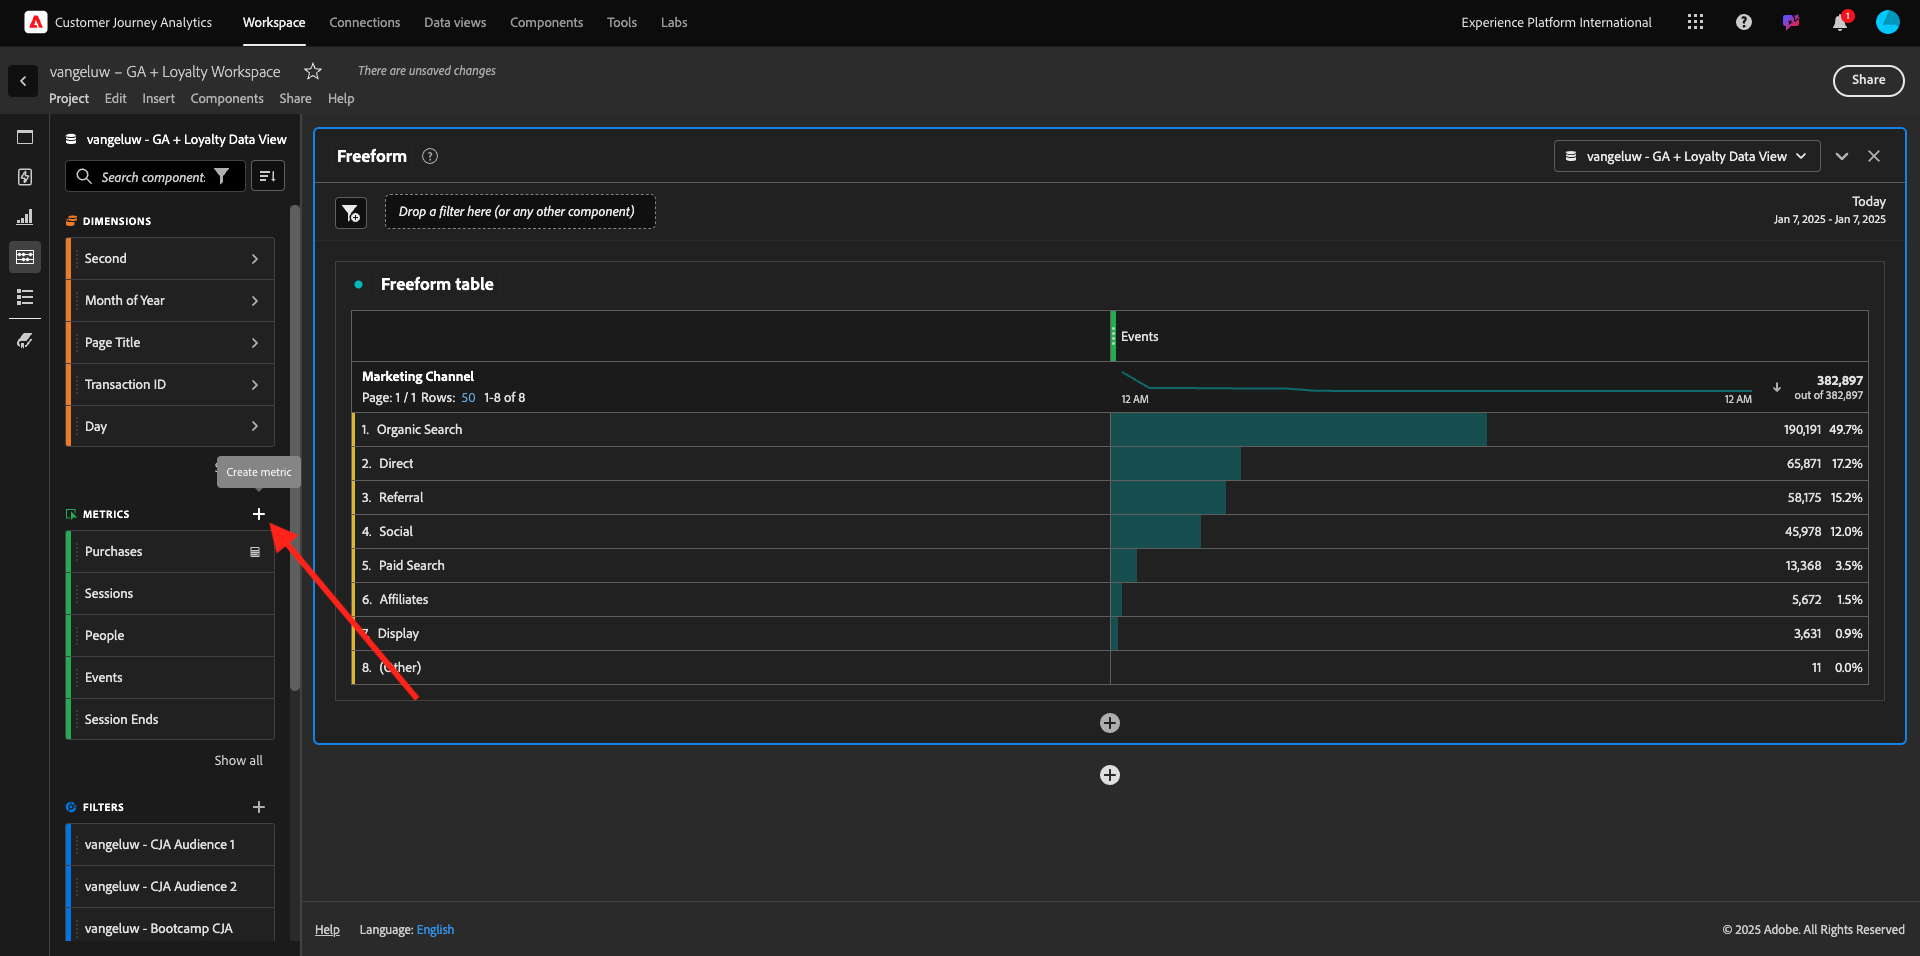 Customer Journey Analytics
Workspace
Connections
Data views
Components
Tools
Labs
Experience Platform International
1
vangeluw – GA + Loyalty Workspace
There are unsaved changes
Project
Edit
Insert
Components
Share
Help
Share
vangeluw - GA + Loyalty Data View
Search component
DIMENSIONS
Second
Month of Year
Page Title
Transaction ID
Day
Create metric
METRICS
Purchases
Sessions
People
Events
Session Ends
Show all
FILTERS
vangeluw - CJA Audience 1
vangeluw - CJA Audience 2
vangeluw - Bootcamp CJA
Freeform
vangeluw - GA + Loyalty Data View
Drop a filter here (or any other component)
Today
Jan 7, 2025 - Jan 7, 2025
Freeform table
Events
Marketing Channel
Page: 1 / 1 Rows: 50 1-8 of 8
12 AM
12 AM
382,897
out of 382,897
1. Organic Search 190,191 49.7%
2. Direct 65,871 17.2%
3. Referral 58,175 15.2%
4. Social 45,978 12.0%
5. Paid Search 13,368 3.5%
6. Affiliates 5,672 1.5%
7. Display 3,631 0.9%
8. (Other) 11 0.0%
Help
Language: English
© 2025 Adobe. All Rights Reserved